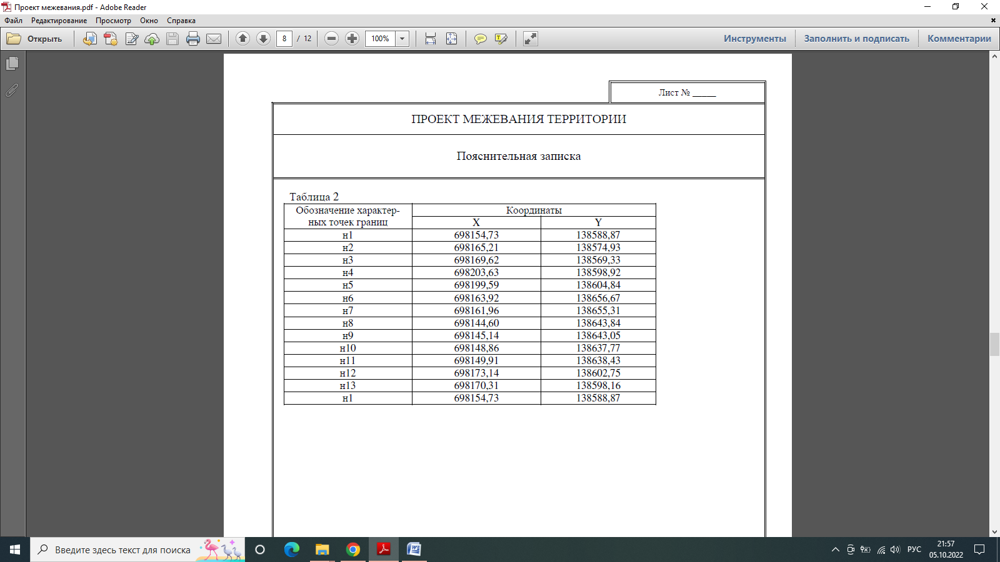 Проект межевания.pdf - Adobe Reader
Файл Редактирование Просмотр Окно Справка
Открыть 8 / 12 100% Инструменты Заполнить и подписать Комментарии
Лист № _____
ПРОЕКТ МЕЖЕВАНИЯ ТЕРРИТОРИИ
Пояснительная записка
Таблица 2
Обозначение характер- Координаты
ных точек границ X Y
н1 698154,73 138588,87
н2 698165,21 138574,93
н3 698169,62 138569,33
н4 698203,63 138598,92
н5 698199,59 138604,84
н6 698163,92 138656,67
н7 698161,96 138655,31
н8 698144,60 138643,84
н9 698145,14 138643,05
н10 698148,86 138637,77
н11 698149,91 138638,43
н12 698173,14 138602,75
н13 698170,31 138598,16
н1 698154,73 138588,87
Введите здесь текст для поиска РУС 21:57
05.10.2022